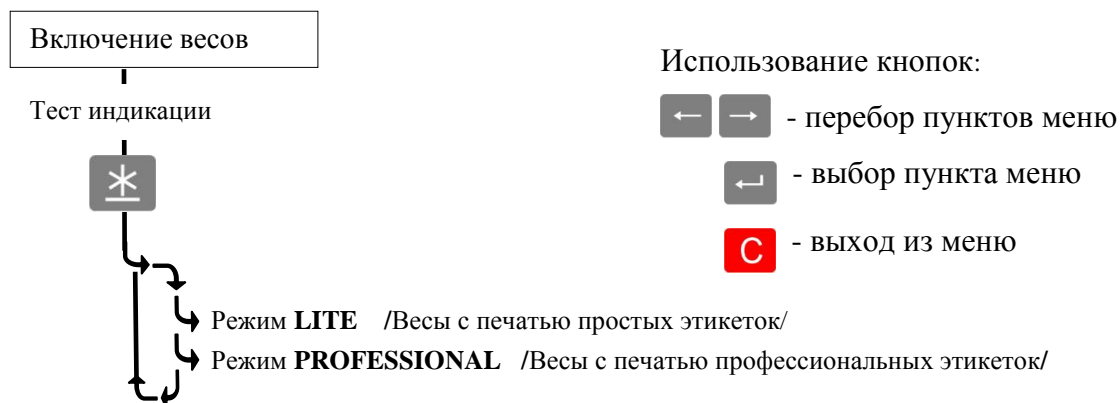 Включение весов
Тест индикации
Режим LITE /Весы с печатью простых этикеток/
Режим PROFESSIONAL /Весы с печатью профессиональных этикеток/
Использование кнопок:
← → - перебор пунктов меню
↵ - выбор пункта меню
C - выход из меню